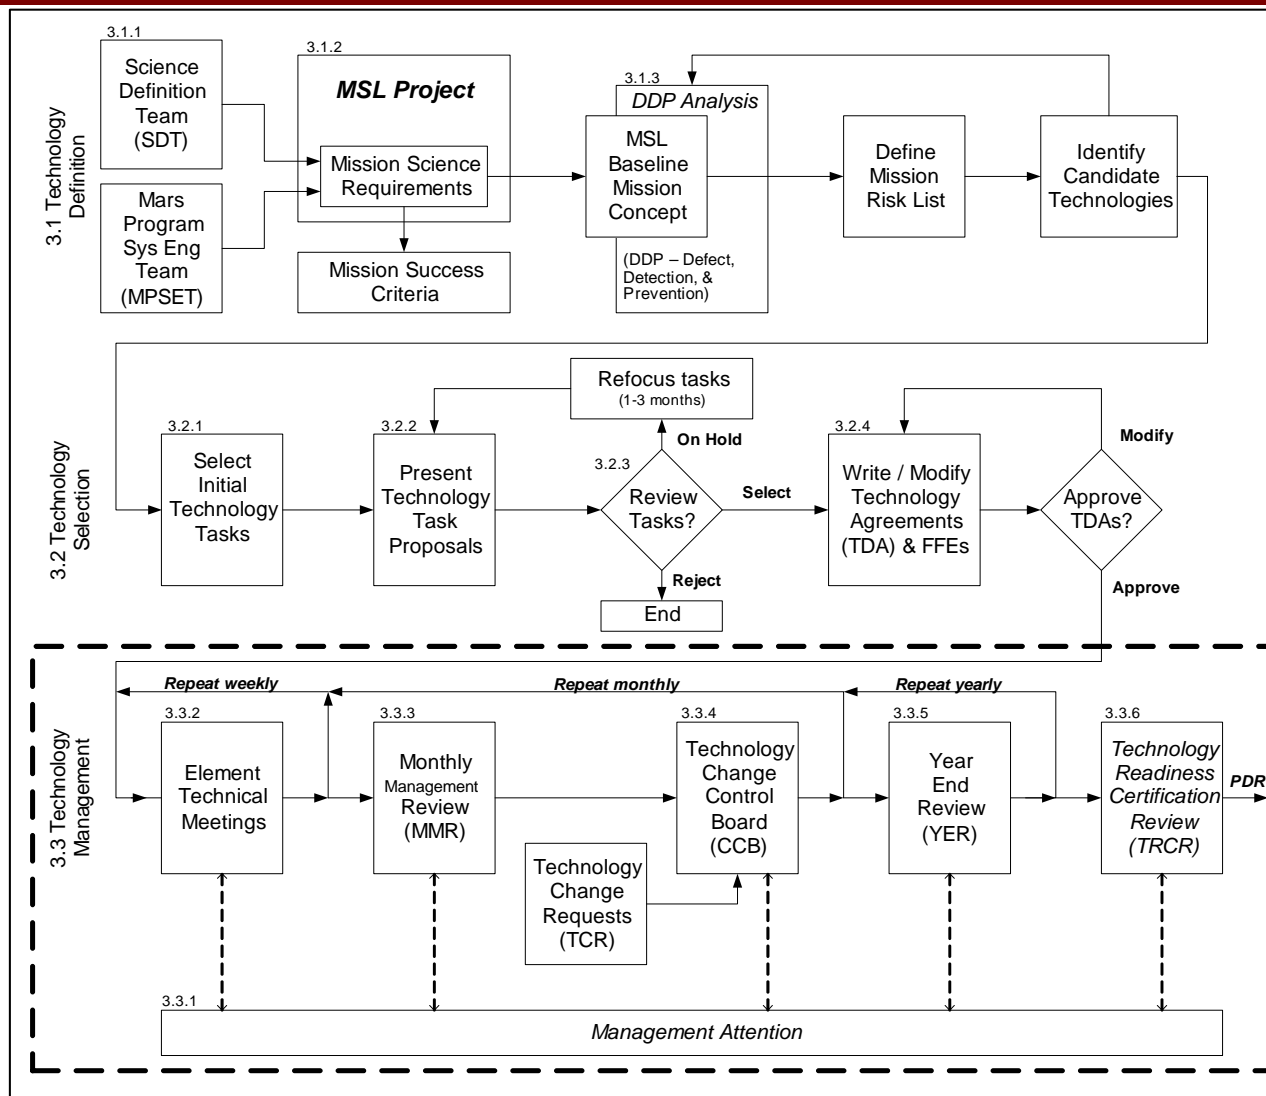 3.1 Technology
Definition
3.1.1
Science
Definition
Team
(SDT)
Mars
Program
Sys Eng
Team
(MPSET)
3.1.2
MSL Project
Mission Science
Requirements
Mission Success
Criteria
3.1.3
DDP Analysis
MSL
Baseline
Mission
Concept
(DDP – Defect,
Detection, &
Prevention)
Define
Mission
Risk List
Identify
Candidate
Technologies
3.2 Technology
Selection
3.2.1
Select
Initial
Technology
Tasks
3.2.2
Present
Technology
Task
Proposals
Refocus tasks
(1-3 months)
On Hold
3.2.3
Review
Tasks?
Select
Reject
End
3.2.4
Write / Modify
Technology
Agreements
(TDA) & FFEs
Modify
Approve
TDAs?
Approve
3.3 Technology
Management
Repeat weekly
Repeat monthly
Repeat yearly
3.3.2
Element
Technical
Meetings
3.3.3
Monthly
Management
Review
(MMR)
3.3.4
Technology
Change
Control
Board
(CCB)
Technology
Change
Requests
(TCR)
3.3.5
Year
End
Review
(YER)
3.3.6
Technology
Readiness
Certification
Review
(TRCR)
PDR
3.3.1
Management Attention